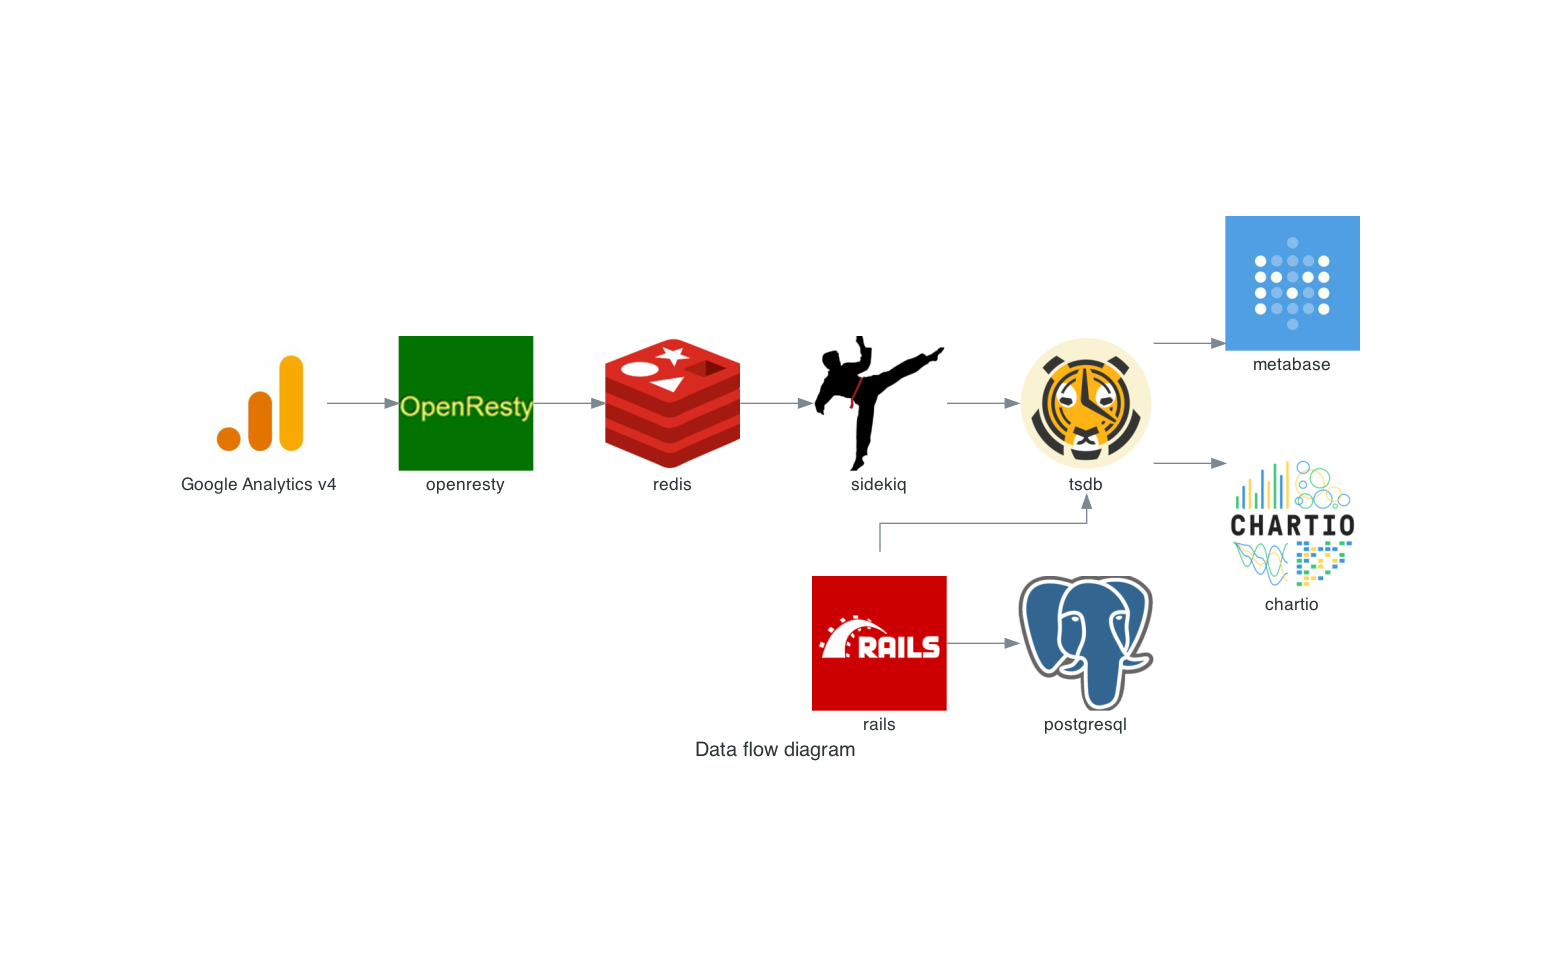 metabase
OpenResty
Google Analytics v4
openresty
redis
sidekiq
tsdb
CHARTIO
chartio
RAILS
rails
postgresql
Data flow diagram